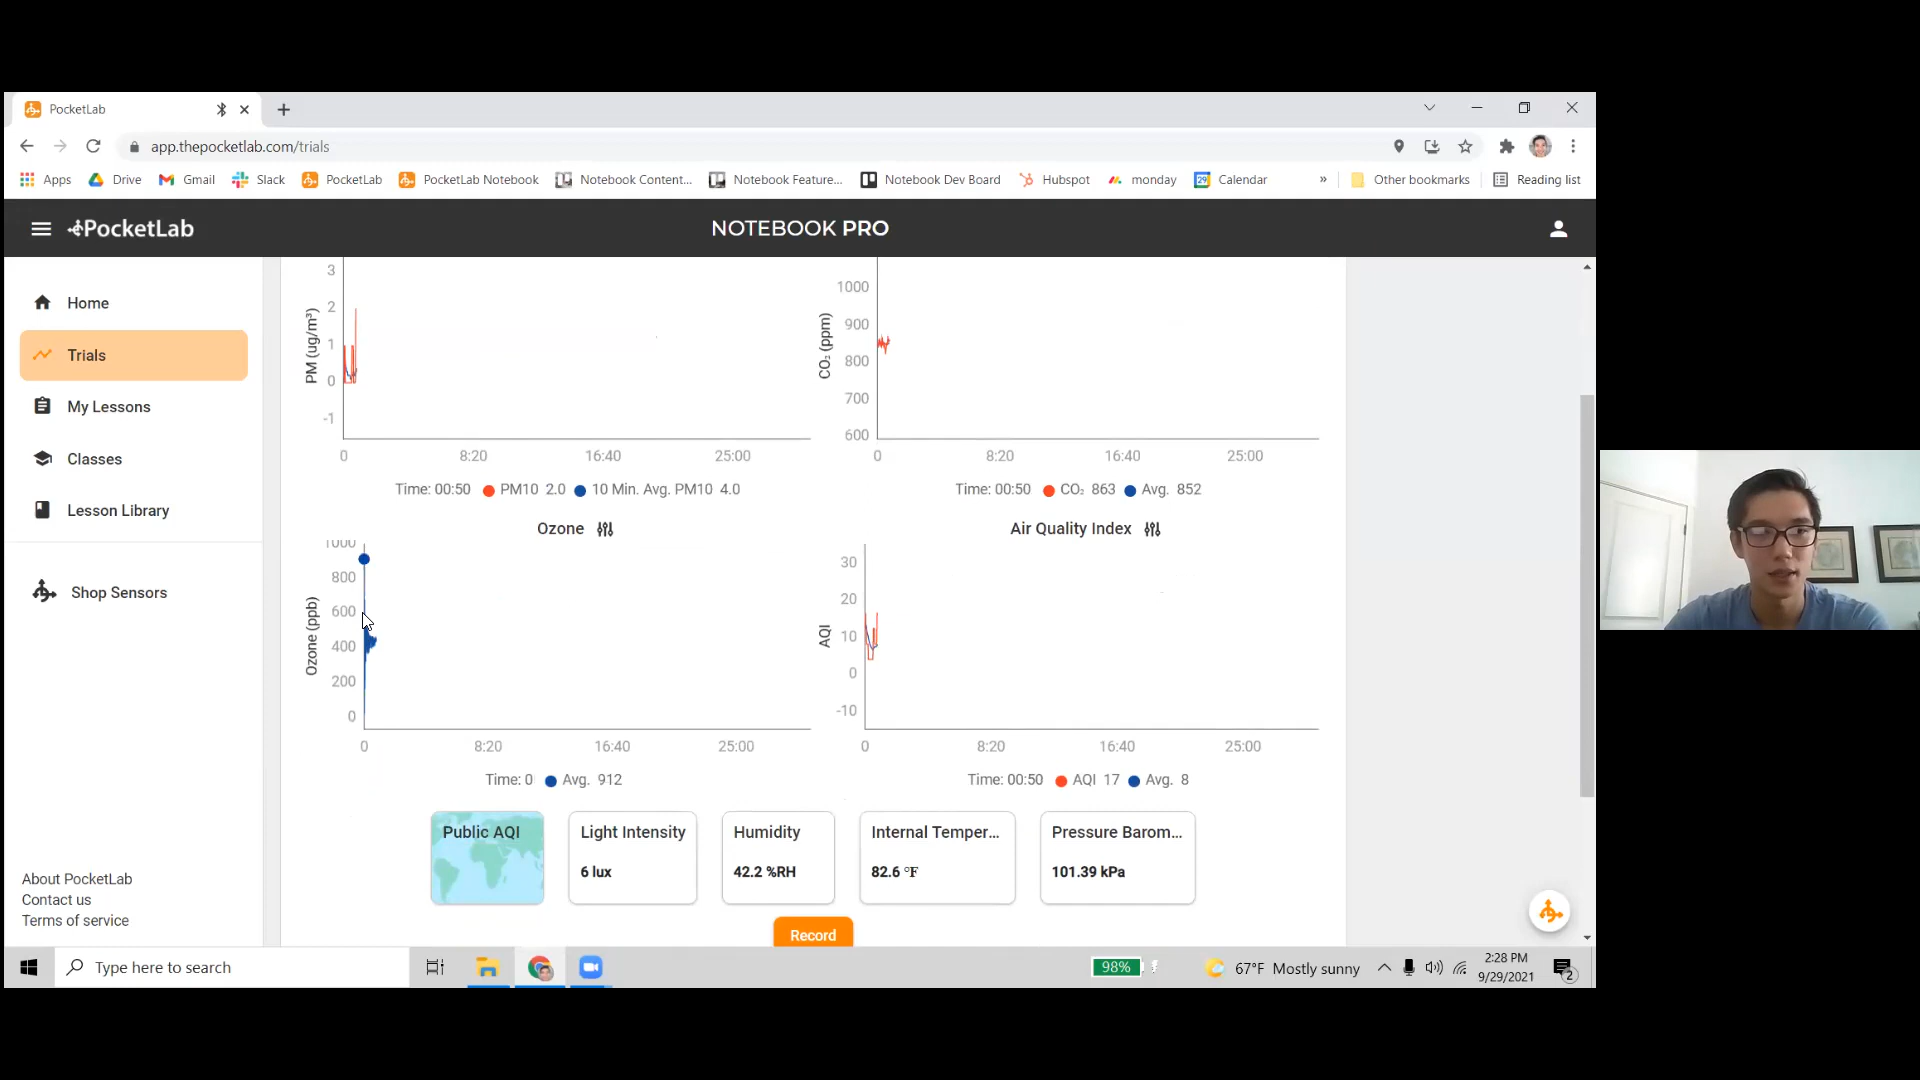 PocketLab
app.thepocketlab.com/trials
Apps Drive Gmail Slack PocketLab PocketLab Notebook Notebook Content... Notebook Feature... Notebook Dev Board Hubspot monday 29 Calendar » Other bookmarks Reading list
PocketLab
NOTEBOOK PRO
Home
Trials
My Lessons
Classes
Lesson Library
Shop Sensors
About PocketLab
Contact us
Terms of service
PM (ug/m³)
3
2
1
0
-1
0 8:20 16:40 25:00
Time: 00:50 PM10 2.0 10 Min. Avg. PM10 4.0
CO₂ (ppm)
1000
900
800
700
600
0 8:20 16:40 25:00
Time: 00:50 CO₂ 863 Avg. 852
Ozone
Ozone (ppb)
1000
800
600
400
200
0
0 8:20 16:40 25:00
Time: 0 Avg. 912
Air Quality Index
AQI
30
20
10
0
-10
0 8:20 16:40 25:00
Time: 00:50 AQI 17 Avg. 8
Public AQI
Light Intensity
6 lux
Humidity
42.2 %RH
Internal Temper...
82.6 °F
Pressure Barom...
101.39 kPa
Record
Type here to search
98%
67°F Mostly sunny
2:28 PM
9/29/2021
2